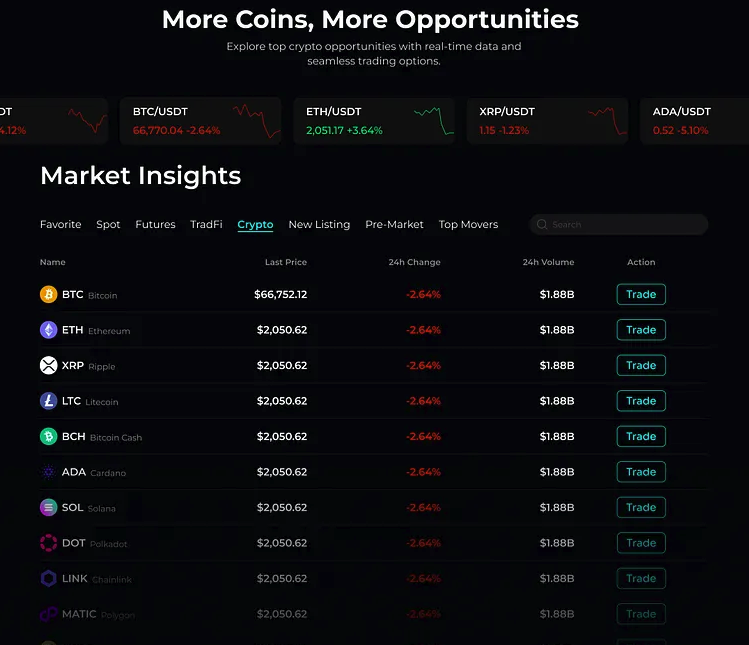 More Coins, More Opportunities
Explore top crypto opportunities with real-time data and
seamless trading options.
DT BTC/USDT ETH/USDT XRP/USDT ADA/USDT
4.12% 66,770.04 -2.64% 2,051.17 +3.64% 1.15 -1.23% 0.52 -5.10%
Market Insights
Favorite Spot Futures TradFi Crypto New Listing Pre-Market Top Movers Search
Name Last Price 24h Change 24h Volume Action
BTC Bitcoin $66,752.12 -2.64% $1.88B Trade
ETH Ethereum $2,050.62 -2.64% $1.88B Trade
XRP Ripple $2,050.62 -2.64% $1.88B Trade
LTC Litecoin $2,050.62 -2.64% $1.88B Trade
BCH Bitcoin Cash $2,050.62 -2.64% $1.88B Trade
ADA Cardano $2,050.62 -2.64% $1.88B Trade
SOL Solana $2,050.62 -2.64% $1.88B Trade
DOT Polkadot $2,050.62 -2.64% $1.88B Trade
LINK Chainlink $2,050.62 -2.64% $1.88B Trade
MATIC Polygon $2,050.62 -2.64% $1.88B Trade